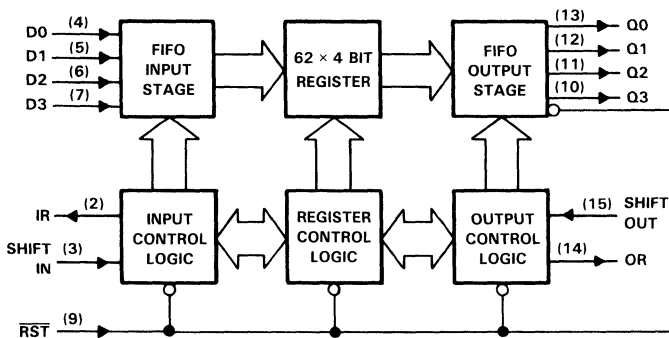 D0 (4)
D1 (5)
D2 (6)
D3 (7)
FIFO
INPUT
STAGE
62 × 4 BIT
REGISTER
FIFO
OUTPUT
STAGE
(13) Q0
(12) Q1
(11) Q2
(10) Q3
IR (2)
SHIFT (3)
IN
INPUT
CONTROL
LOGIC
REGISTER
CONTROL
LOGIC
OUTPUT
CONTROL
LOGIC
(15) SHIFT
OUT
(14) OR
R̅S̅T̅ (9)